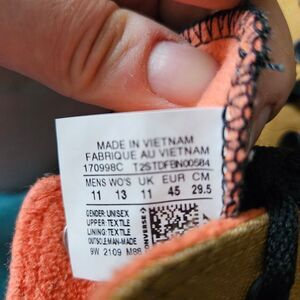 MADE IN VIETNAM
FABRIQUE AU VIETNAM
170998C T2STDFBN00584
MENS WO'S UK EUR CM
11 13 11 45 29.5
GENDER: UNISEX
UPPER: TEXTILE
LINING: TEXTILE
OUTSOLE: MAN-MADE
9W 2109 M88
CONVERSE